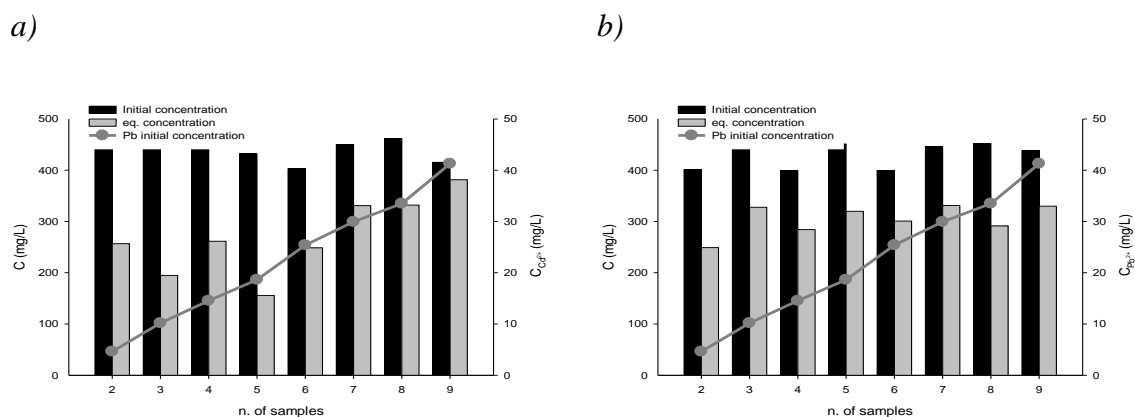 a)
Initial concentration
eq. concentration
Pb initial concentration
500
400
300
200
100
0
C (mg/L)
50
40
30
20
10
0
C Cd²⁺ (mg/L)
2 3 4 5 6 7 8 9
n. of samples
b)
Initial concentration
eq. concentration
Pb initial concentration
500
400
300
200
100
0
C (mg/L)
50
40
30
20
10
0
C Pb²⁺ (mg/L)
2 3 4 5 6 7 8 9
n. of samples